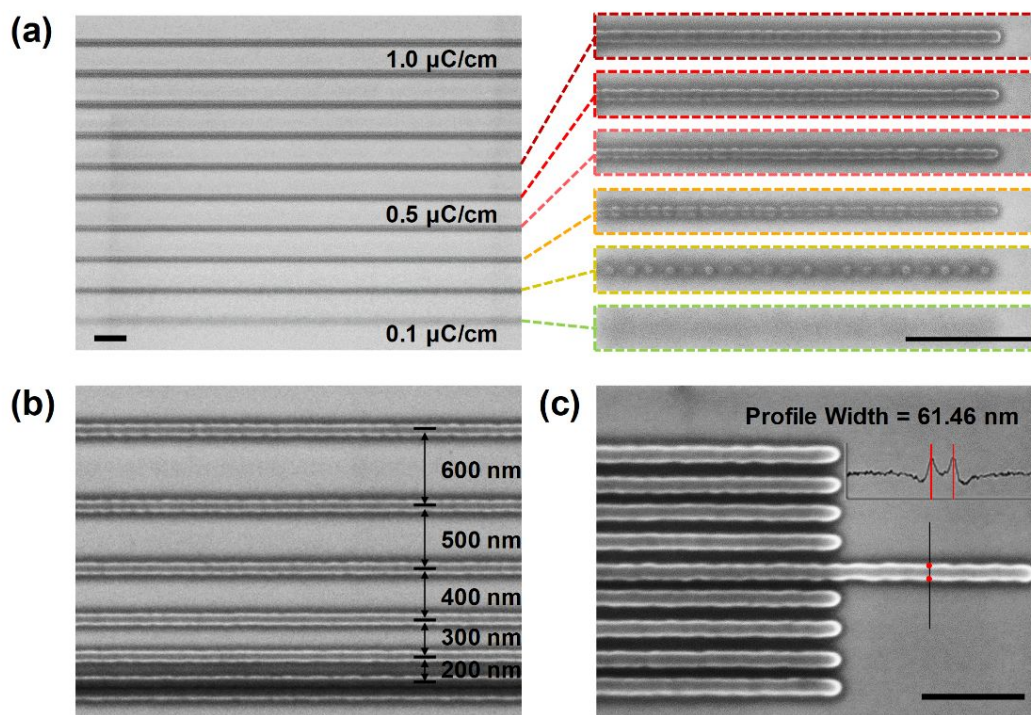 (a)
1.0 µC/cm
0.5 µC/cm
0.1 µC/cm
(b)
600 nm
500 nm
400 nm
300 nm
200 nm
(c)
Profile Width = 61.46 nm